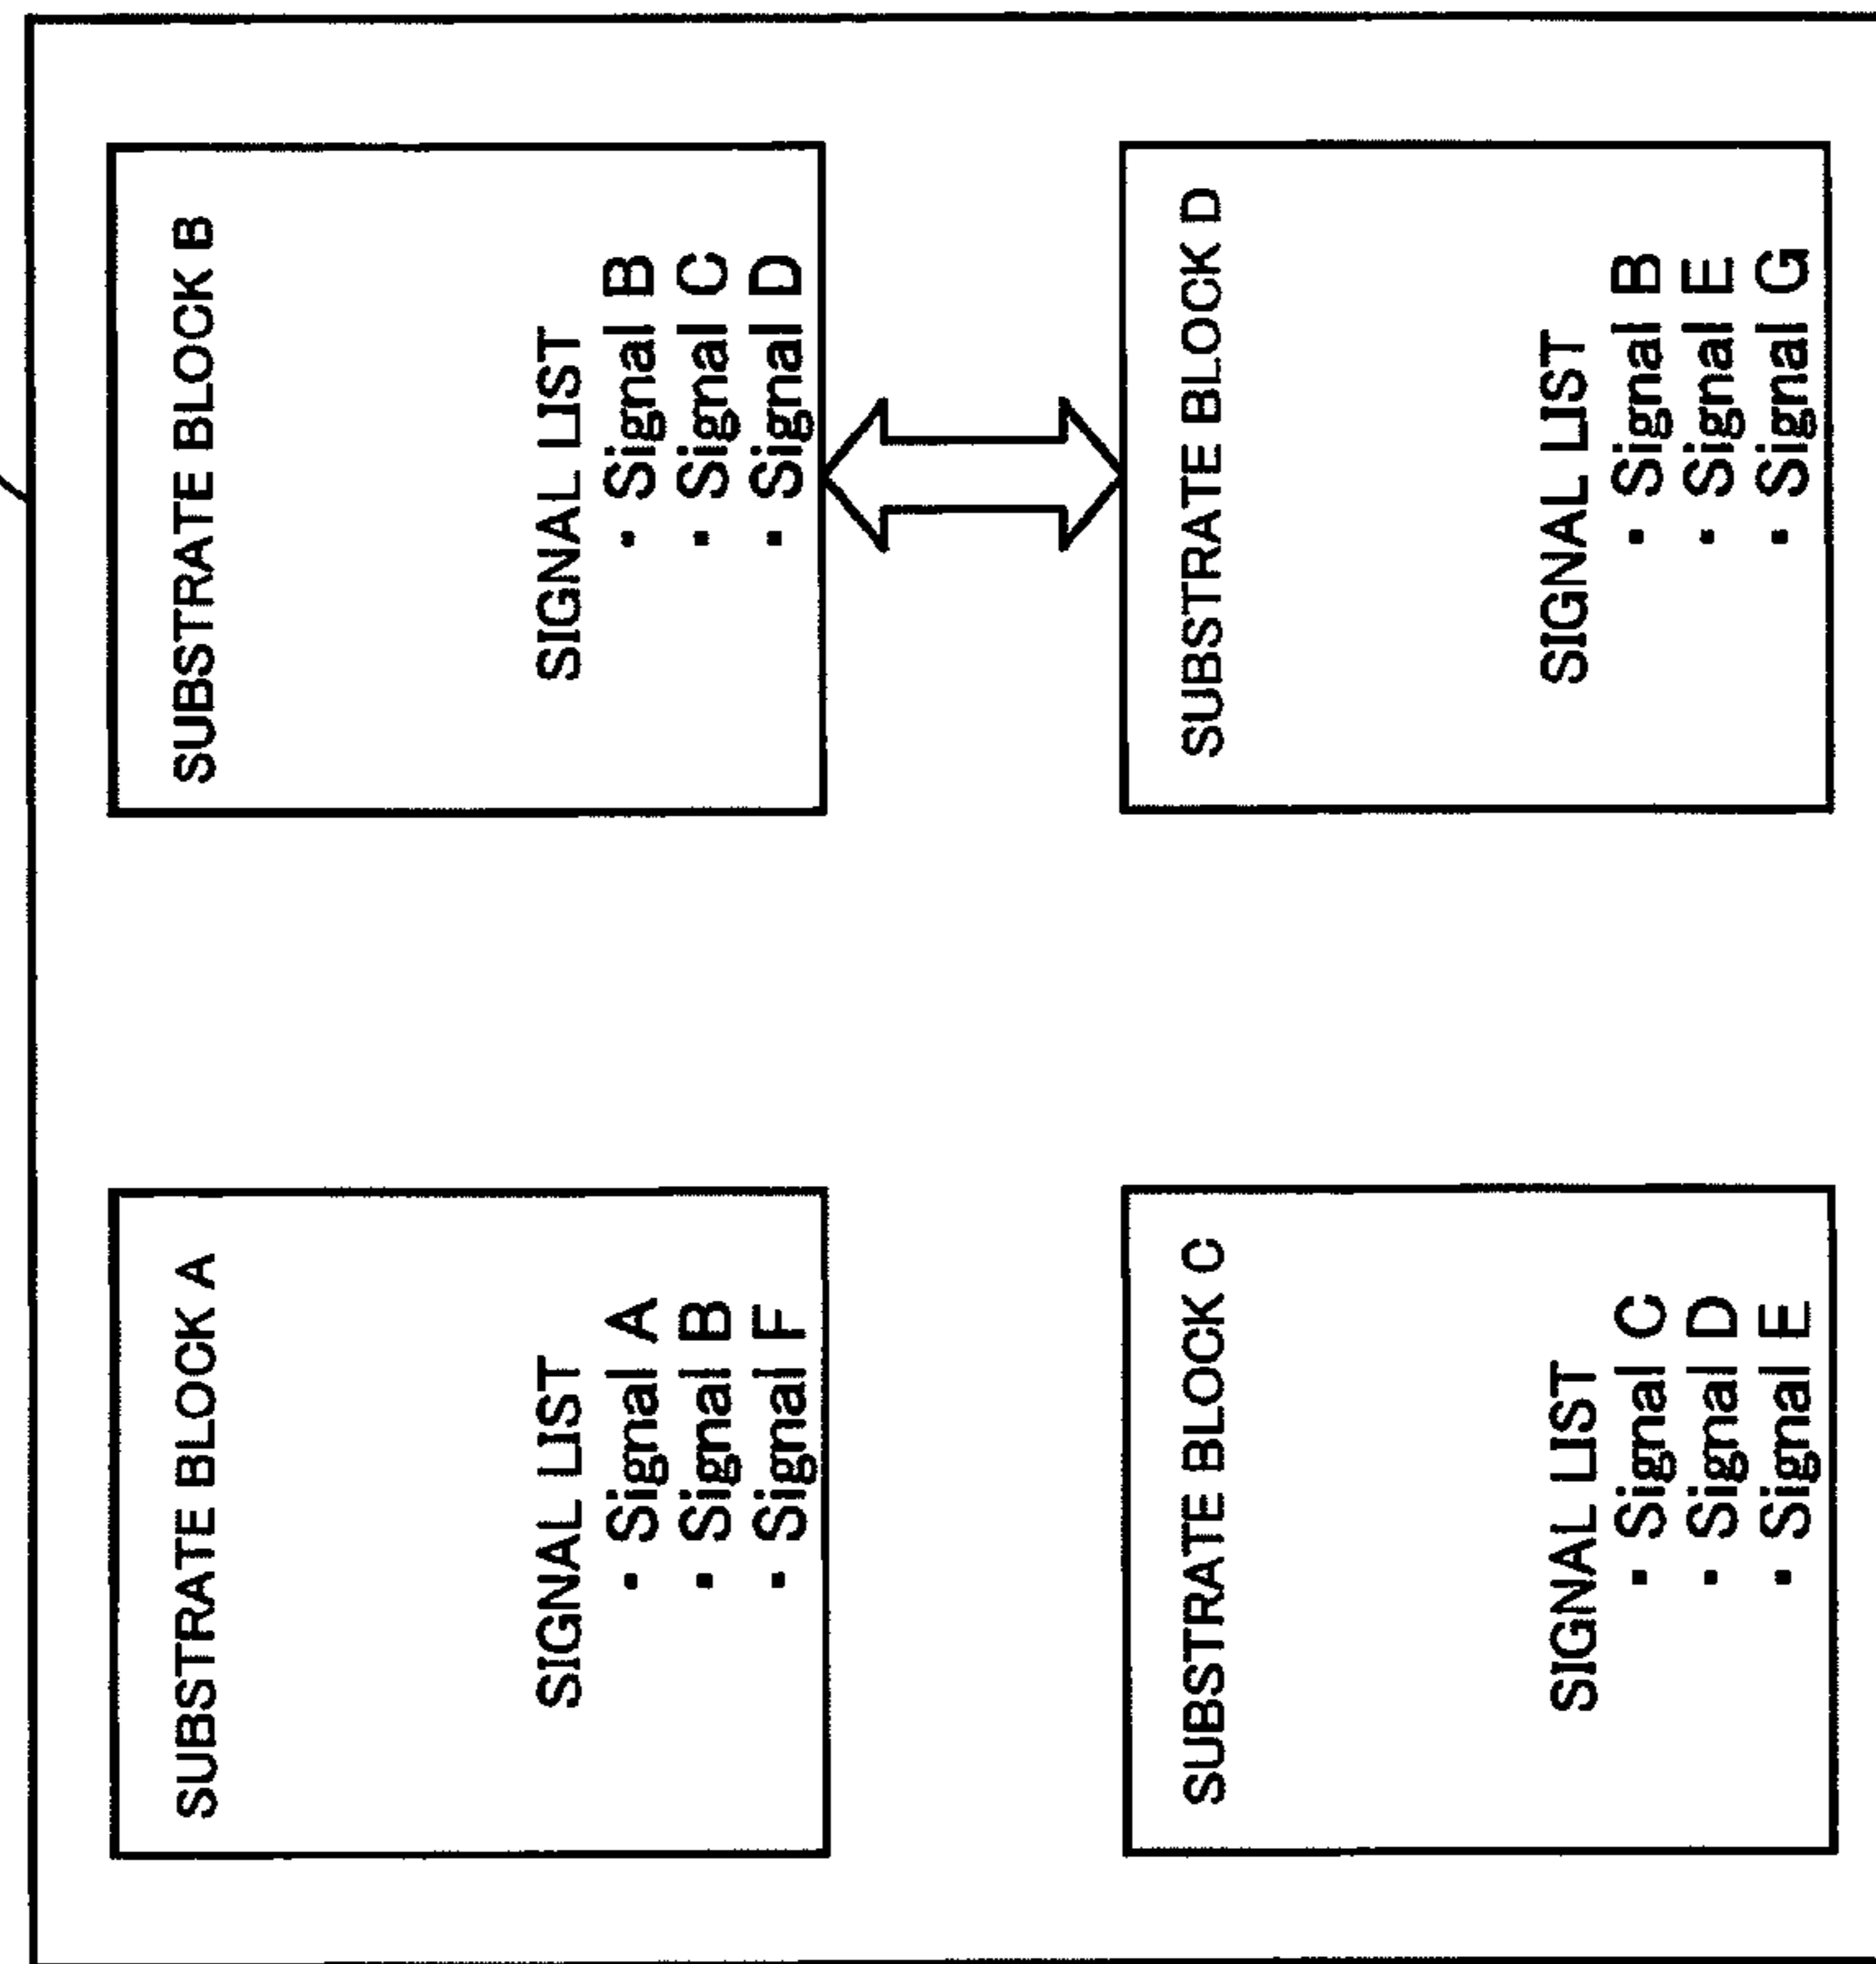 SUBSTRATE BLOCK A
SIGNAL LIST
· Signal A
· Signal B
· Signal F
SUBSTRATE BLOCK B
SIGNAL LIST
· Signal B
· Signal C
· Signal D
SUBSTRATE BLOCK C
SIGNAL LIST
· Signal C
· Signal D
· Signal E
SUBSTRATE BLOCK D
SIGNAL LIST
· Signal B
· Signal E
· Signal G